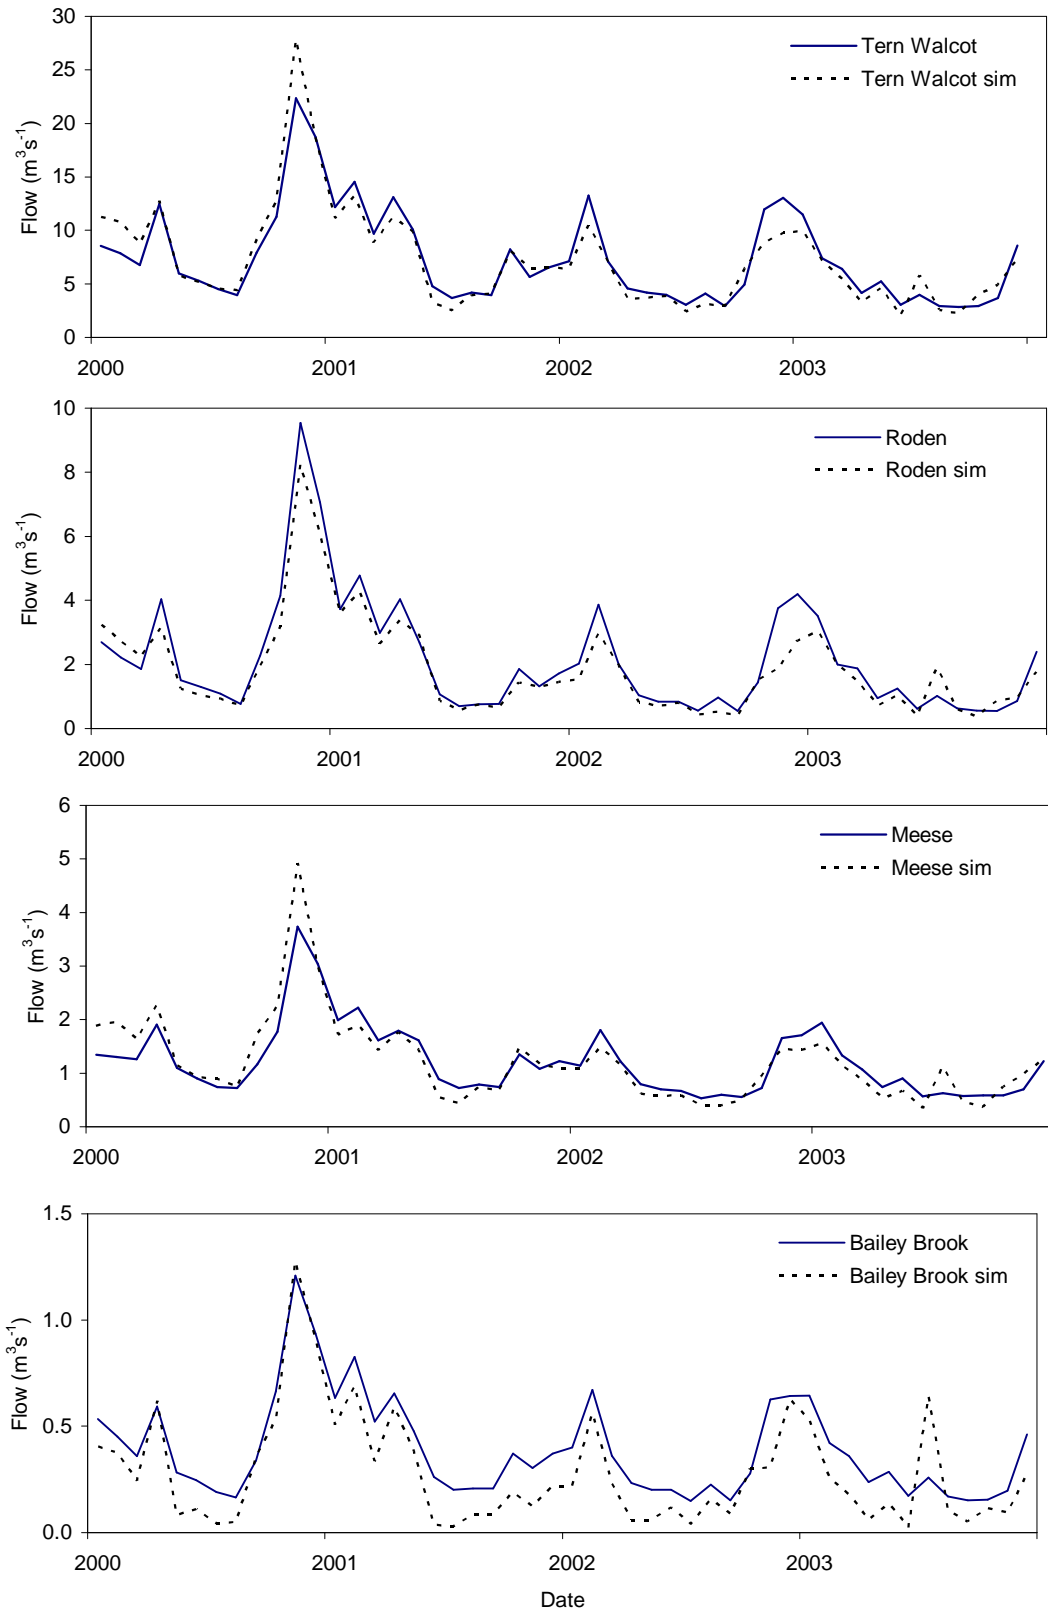 30
25
20
15
10
5
0
Flow (m³s⁻¹)
Tern Walcot
Tern Walcot sim
2000 2001 2002 2003
10
8
6
4
2
0
Flow (m³s⁻¹)
Roden
Roden sim
2000 2001 2002 2003
6
5
4
3
2
1
0
Flow (m³s⁻¹)
Meese
Meese sim
2000 2001 2002 2003
1.5
1.0
0.5
0.0
Flow (m³s⁻¹)
Bailey Brook
Bailey Brook sim
2000 2001 2002 2003
Date